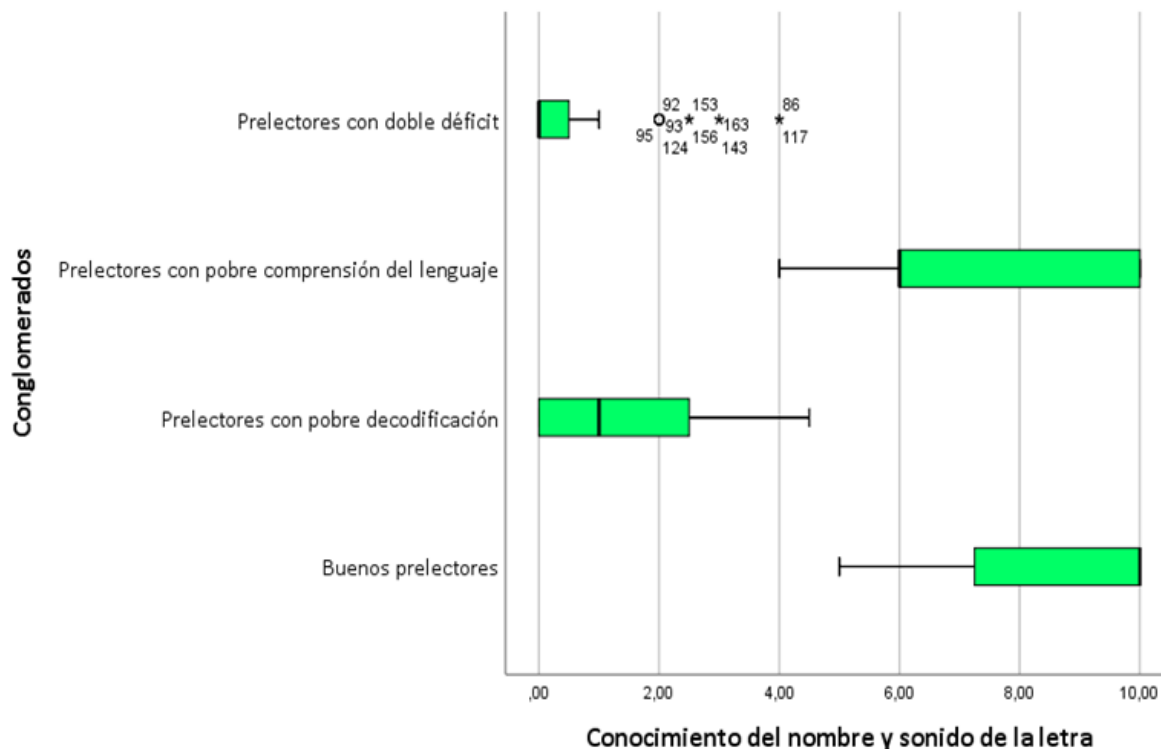 Conglomerados
Prelectores con doble déficit
92 153 86
95 93 163
124 156 143 117
Prelectores con pobre comprensión del lenguaje
Prelectores con pobre decodificación
Buenos prelectores
,00 2,00 4,00 6,00 8,00 10,00
Conocimiento del nombre y sonido de la letra